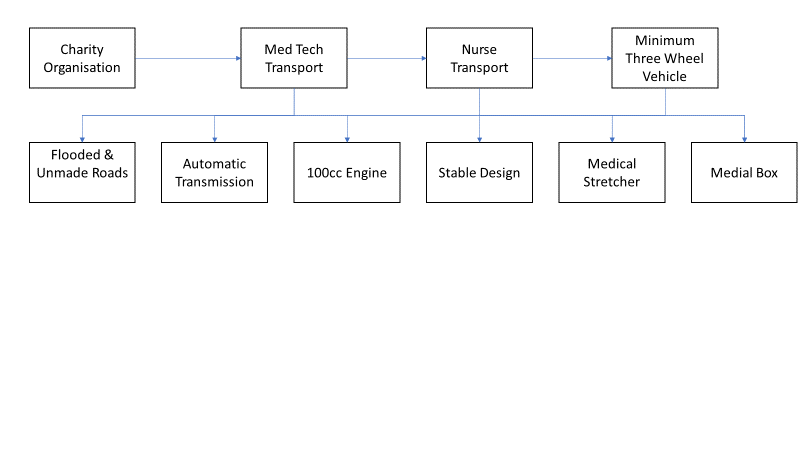 Charity
Organisation
Med Tech
Transport
Nurse
Transport
Minimum
Three Wheel
Vehicle
Flooded &
Unmade Roads
Automatic
Transmission
100cc Engine
Stable Design
Medical
Stretcher
Medial Box